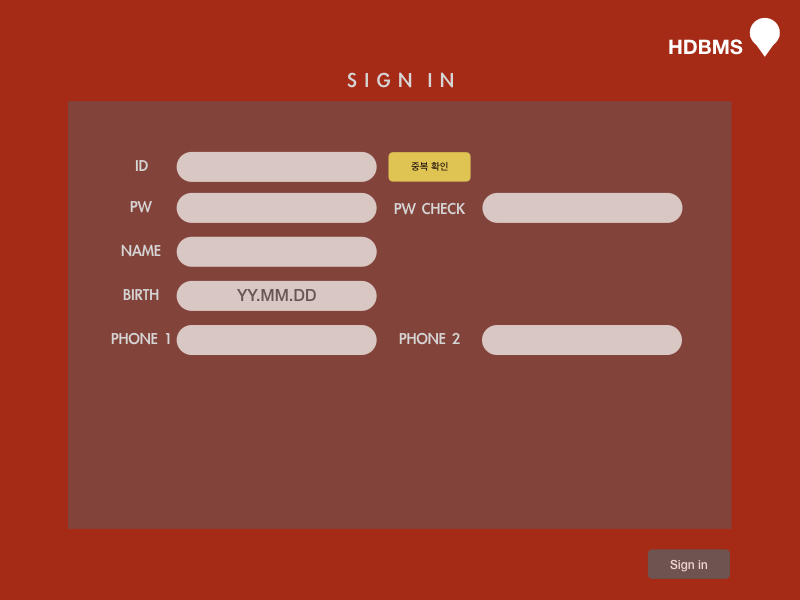 HDBMS
SIGN IN
ID
중복 확인
PW
PW CHECK
NAME
BIRTH
YY.MM.DD
PHONE 1
PHONE 2
Sign in